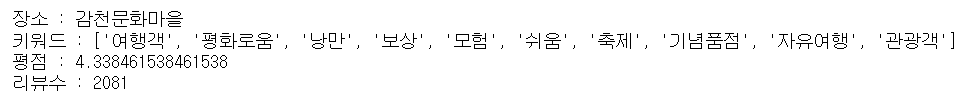 장소 : 감천문화마을
키워드 : ['여행객', '평화로움', '낭만', '보상', '모험', '쉬움', '축제', '기념품점', '자유여행', '관광객']
평점 : 4.338461538461538
리뷰수 : 2081